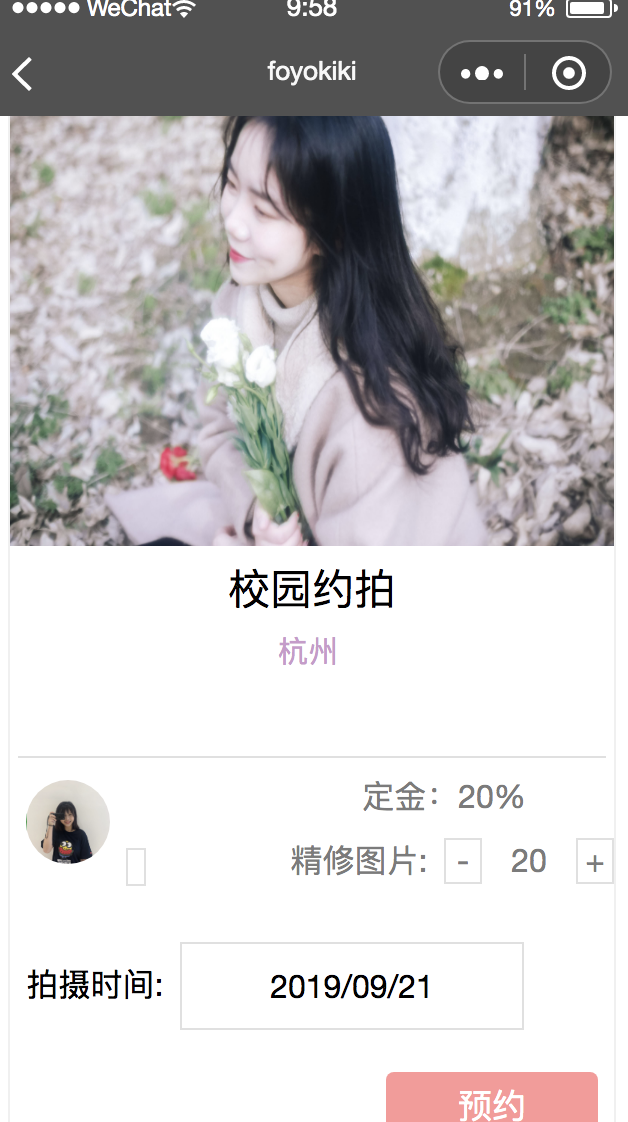 WeChat 9:58 91%
foyokiki
校园约拍
杭州
定金：20%
精修图片: - 20 +
拍摄时间: 2019/09/21
预约